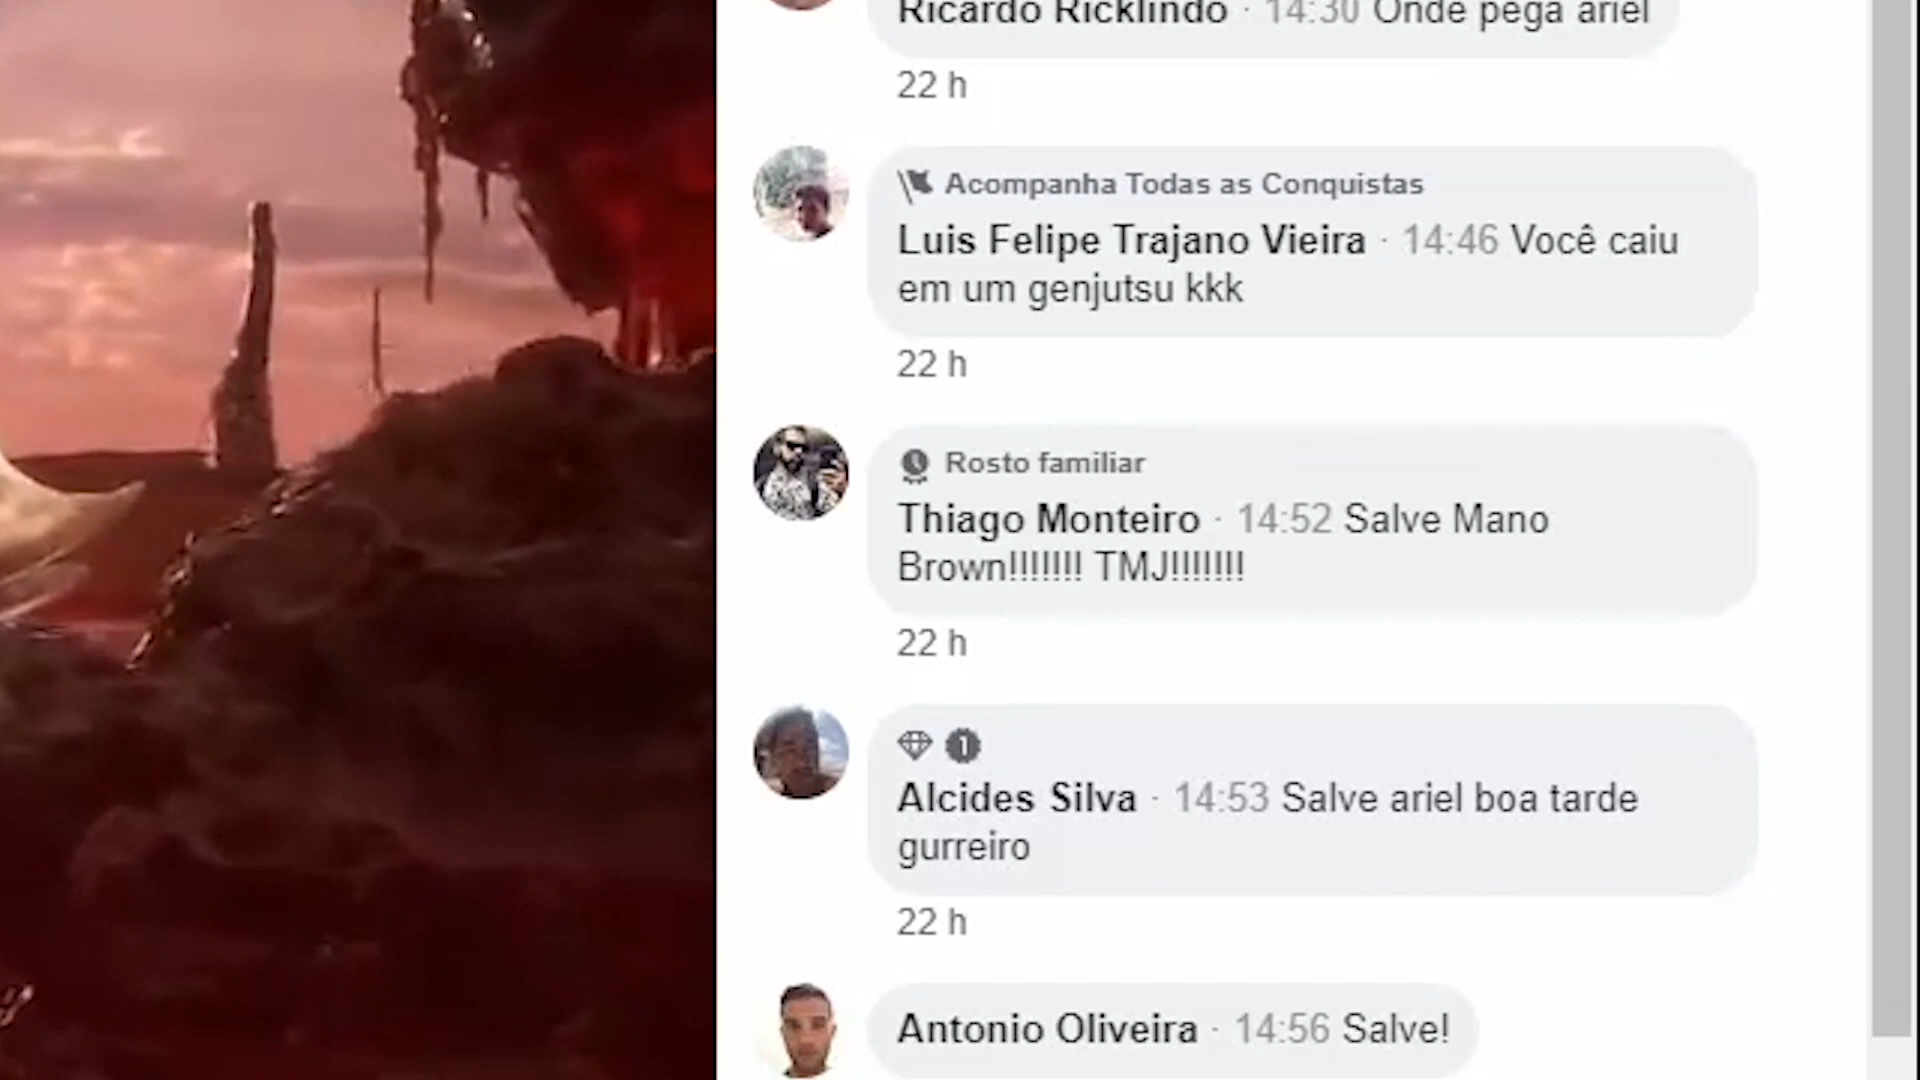 Ricardo Ricklindo · 14:30 Onde pega ariel
22 h
Acompanha Todas as Conquistas
Luis Felipe Trajano Vieira · 14:46 Você caiu
em um genjutsu kkk
22 h
Rosto familiar
Thiago Monteiro · 14:52 Salve Mano
Brown!!!!!!! TMJ!!!!!!!
22 h
1
Alcides Silva · 14:53 Salve ariel boa tarde
gurreiro
22 h
Antonio Oliveira · 14:56 Salve!